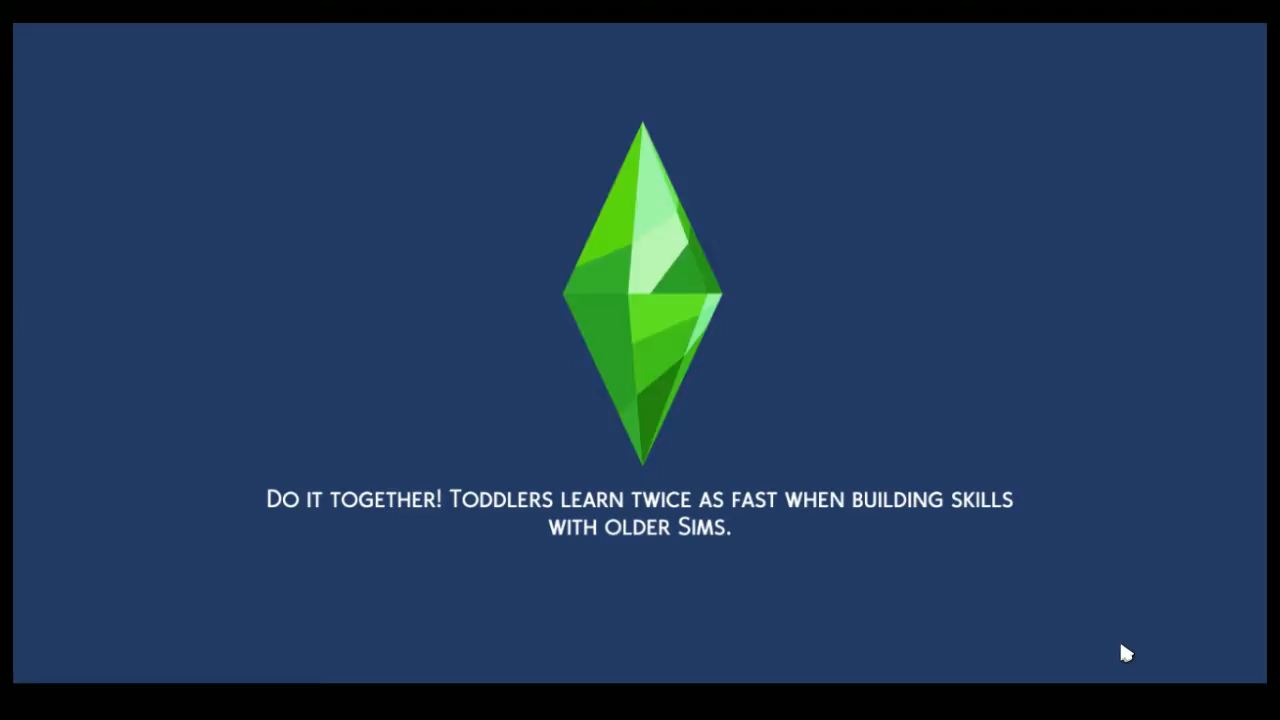 Do it together! Toddlers learn twice as fast when building skills
with older Sims.